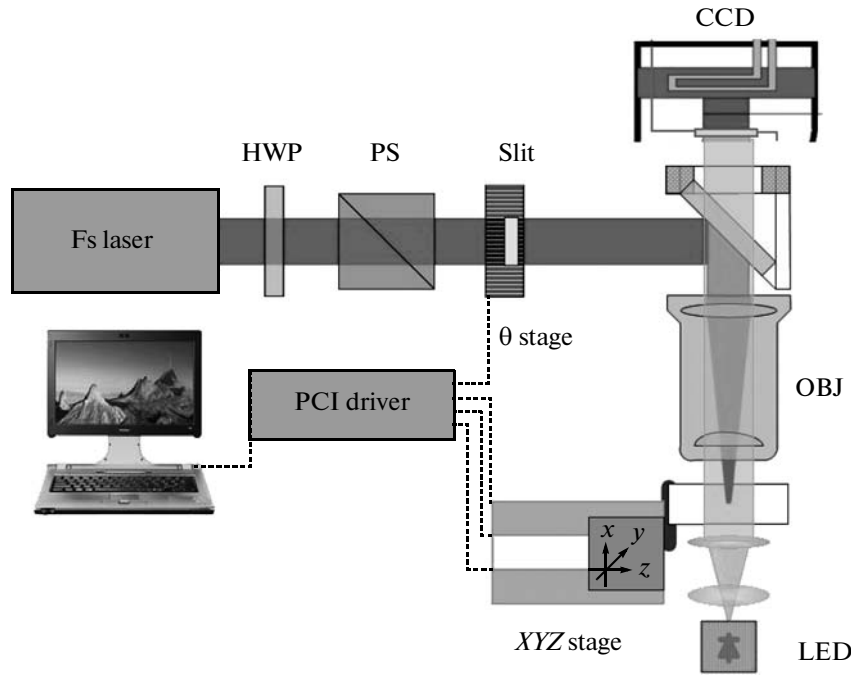 CCD
HWP
PS
Slit
Fs laser
θ stage
PCI driver
OBJ
x
y
z
XYZ stage
LED